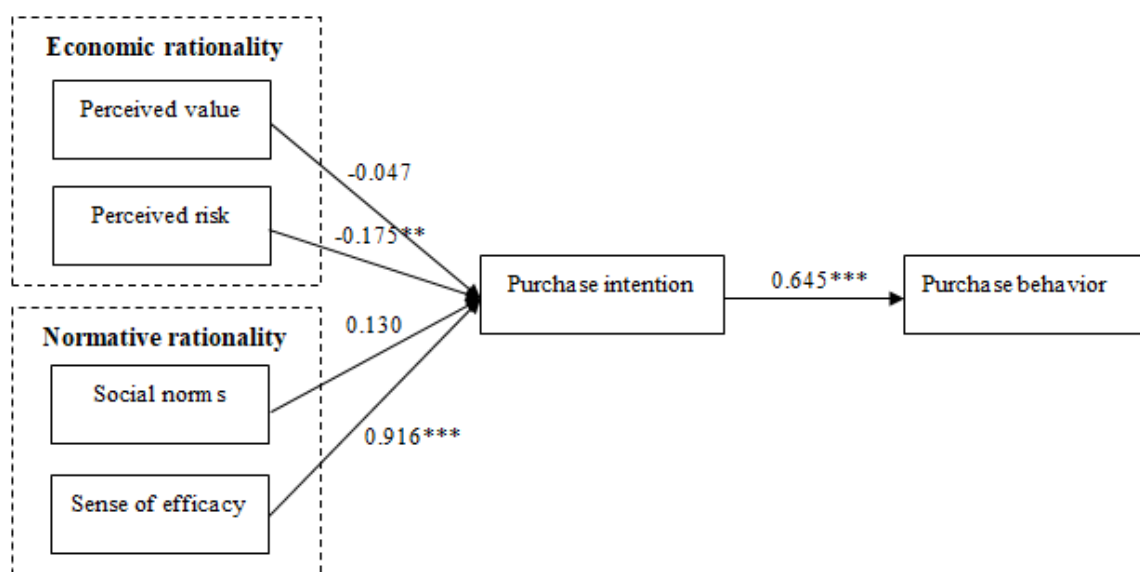 Economic rationality
Perceived value
-0.047
Perceived risk
-0.175**
Purchase intention
0.645***
Purchase behavior
Normative rationality
0.130
Social norms
0.916***
Sense of efficacy